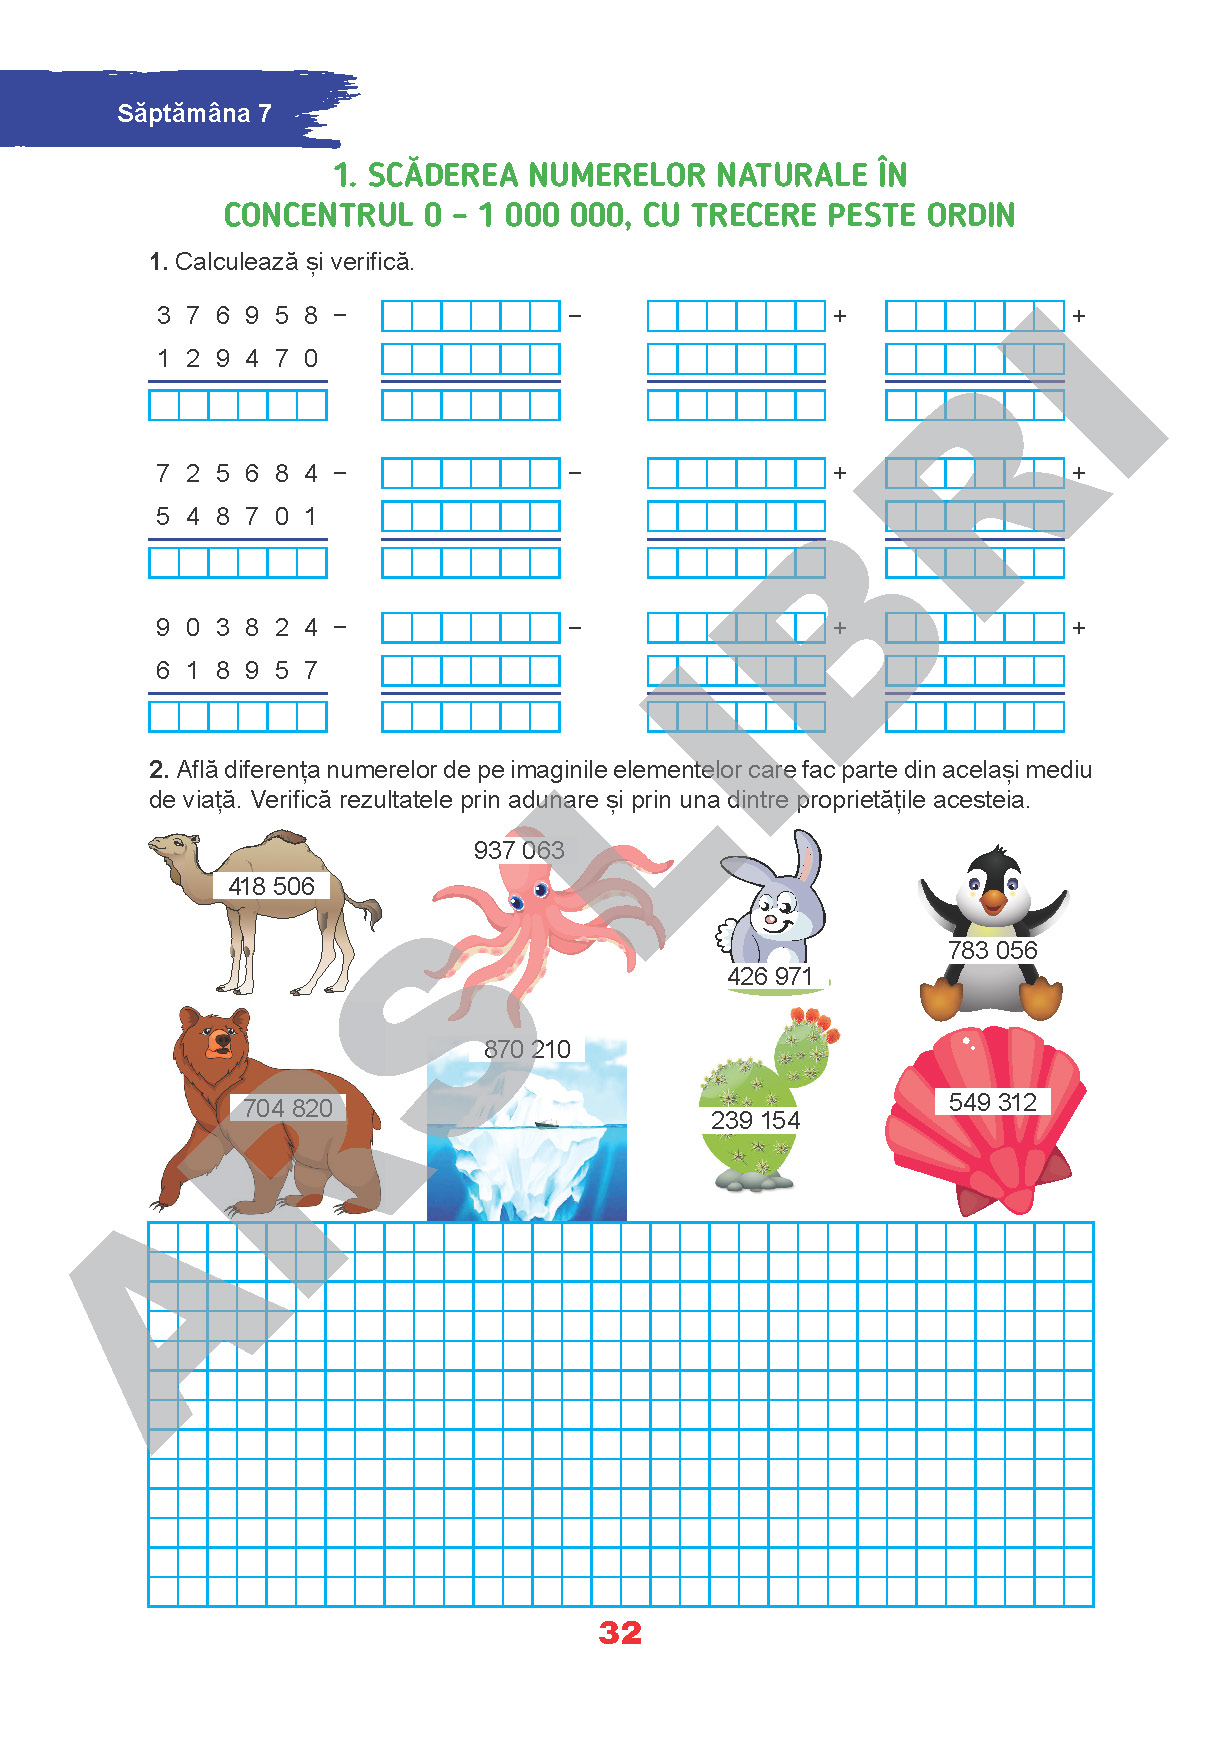 Săptămâna 7
1. SCĂDEREA NUMERELOR NATURALE ÎN
CONCENTRUL 0 – 1 000 000, CU TRECERE PESTE ORDIN
1. Calculează și verifică.
3 7 6 9 5 8 – – + +
1 2 9 4 7 0
7 2 5 6 8 4 – – + +
5 4 8 7 0 1
9 0 3 8 2 4 – – + +
6 1 8 9 5 7
2. Află diferența numerelor de pe imaginile elementelor care fac parte din același mediu
de viață. Verifică rezultatele prin adunare și prin una dintre proprietățile acesteia.
418 506
937 063
426 971
783 056
704 820
870 210
239 154
549 312
ARS LIBRI
32